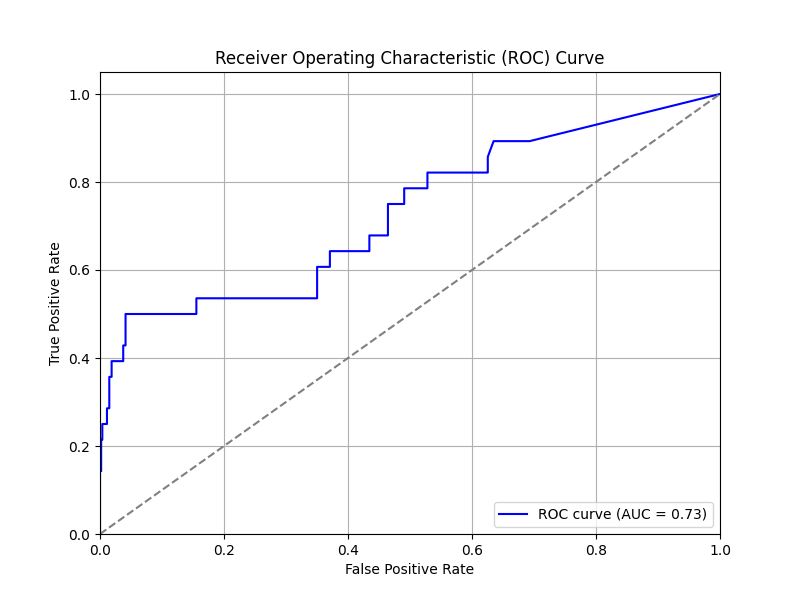 Receiver Operating Characteristic (ROC) Curve
1.0
0.8
0.6
0.4
0.2
0.0
True Positive Rate
ROC curve (AUC = 0.73)
0.0 0.2 0.4 0.6 0.8 1.0
False Positive Rate